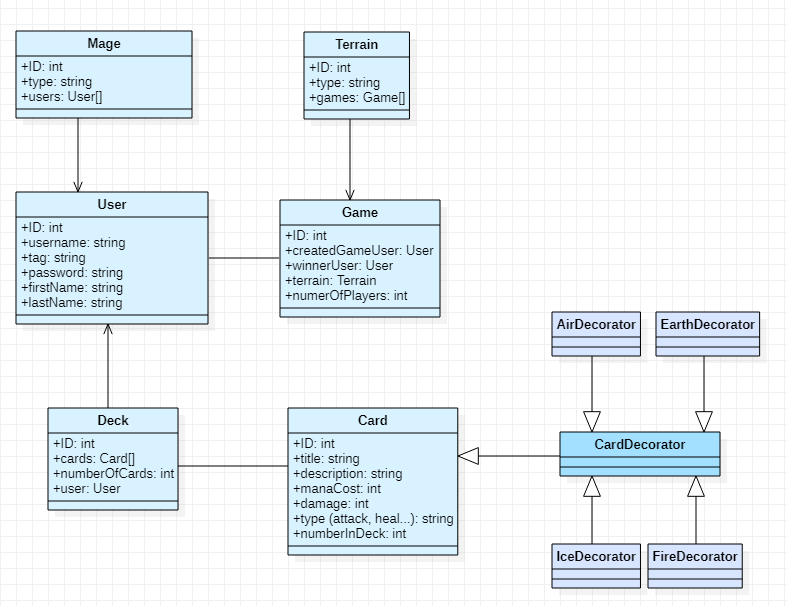 Mage
+ID: int
+type: string
+users: User[]
Terrain
+ID: int
+type: string
+games: Game[]
User
+ID: int
+username: string
+tag: string
+password: string
+firstName: string
+lastName: string
Game
+ID: int
+createdGameUser: User
+winnerUser: User
+terrain: Terrain
+numerOfPlayers: int
AirDecorator
EarthDecorator
Deck
+ID: int
+cards: Card[]
+numberOfCards: int
+user: User
Card
+ID: int
+title: string
+description: string
+manaCost: int
+damage: int
+type (attack, heal...): string
+numberInDeck: int
CardDecorator
IceDecorator
FireDecorator